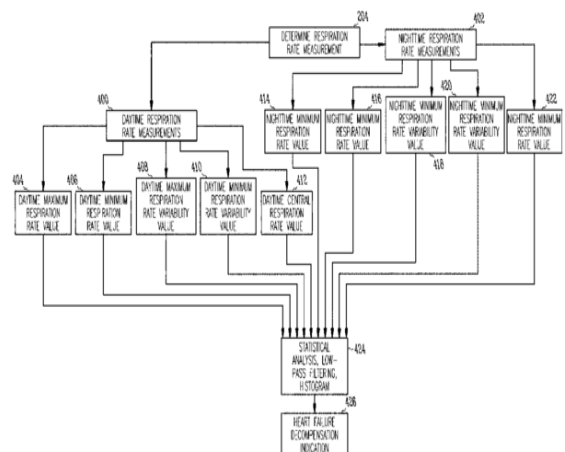 204
DETERMINE RESPIRATION
RATE MEASUREMENT
402
NIGHTTIME RESPIRATION
RATE MEASUREMENTS
400
DAYTIME RESPIRATION
RATE MEASUREMENTS
414
NIGHTTIME MINIMUM
RESPIRATION
RATE VALUE
416
NIGHTTIME MINIMUM
RESPIRATION
RATE VALUE
NIGHTTIME MINIMUM
RESPIRATION
RATE VARIABILITY
VALUE
418
420
NIGHTTIME MINIMUM
RESPIRATION
RATE VARIABILITY
VALUE
422
NIGHTTIME MINIMUM
RESPIRATION
RATE VALUE
404
DAYTIME MAXIMUM
RESPIRATION
RATE VALUE
406
DAYTIME MINIMUM
RESPIRATION
RATE VALUE
408
DAYTIME MAXIMUM
RESPIRATION
RATE VARIABILITY
VALUE
410
DAYTIME MINIMUM
RESPIRATION
RATE VARIABILITY
VALUE
412
DAYTIME CENTRAL
RESPIRATION
RATE VALUE
STATISTICAL
ANALYSIS, LOW-
PASS FILTERING,
HISTOGRAM
424
426
HEART FAILURE
DECOMPENSATION
INDICATION